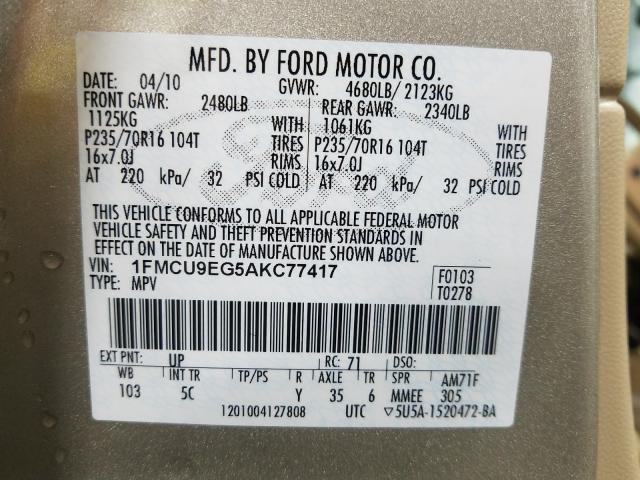 MFD. BY FORD MOTOR CO.
DATE: 04/10 GVWR: 4680LB/ 2123KG
FRONT GAWR: 2480LB REAR GAWR: 2340LB
1125KG WITH 1061KG WITH
P235/70R16 104T TIRES P235/70R16 104T TIRES
16x7.0J RIMS 16x7.0J RIMS
AT 220 kPa/ 32 PSI COLD AT 220 kPa/ 32 PSI COLD
THIS VEHICLE CONFORMS TO ALL APPLICABLE FEDERAL MOTOR
VEHICLE SAFETY AND THEFT PREVENTION STANDARDS IN
EFFECT ON THE DATE OF MANUFACTURE SHOWN ABOVE.
VIN: 1FMCU9EG5AKC77417 F0103
TYPE: MPV T0278
EXT PNT: UP RC: 71 DSO:
WB INT TR TP/PS R AXLE TR SPR AM71F
103 5C Y 35 6 MMEE 305
1201004127808 UTC ▽5U5A-1520472-BA